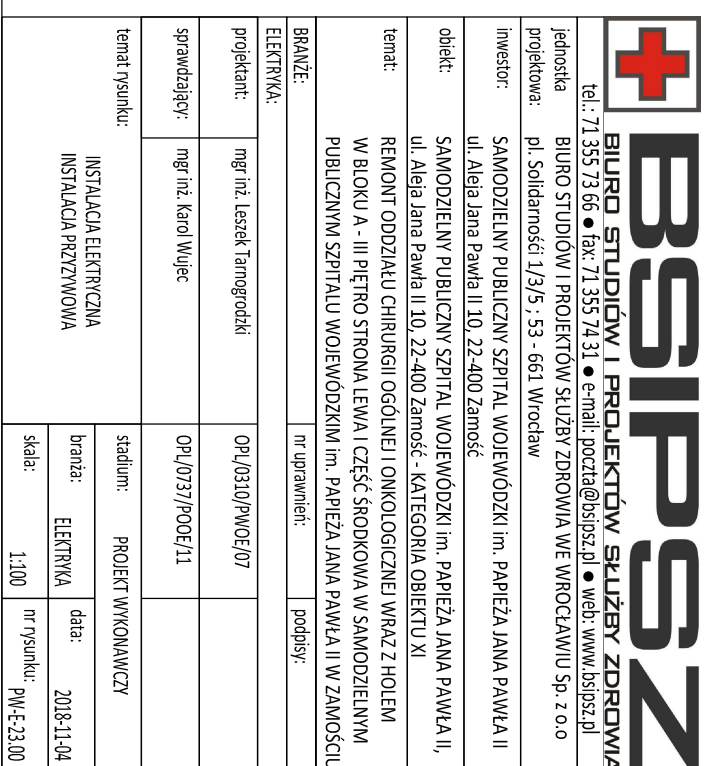 BSIPSZ
BIURO STUDIÓW I PROJEKTÓW SŁUŻBY ZDROWIA
tel.: 71 355 73 66 ● fax: 71 355 74 31 ● e-mail: poczta@bsipsz.pl ● web: www.bsipsz.pl
jednostka projektowa:
BIURO STUDIÓW I PROJEKTÓW SŁUŻBY ZDROWIA WE WROCŁAWIU Sp. z o.o
pl. Solidarnośći 1/3/5 ; 53 - 661 Wrocław
inwestor:
SAMODZIELNY PUBLICZNY SZPITAL WOJEWÓDZKI im. PAPIEŻA JANA PAWŁA II
ul. Aleja Jana Pawła II 10, 22-400 Zamość
obiekt:
SAMODZIELNY PUBLICZNY SZPITAL WOJEWÓDZKI im. PAPIEŻA JANA PAWŁA II,
ul. Aleja Jana Pawła II 10, 22-400 Zamość - KATEGORIA OBIEKTU XI
temat:
REMONT ODDZIAŁU CHIRURGII OGÓLNEJ I ONKOLOGICZNEJ WRAZ Z HOLEM
W BLOKU A - III PIĘTRO STRONA LEWA I CZĘŚĆ ŚRODKOWA W SAMODZIELNYM
PUBLICZNYM SZPITALU WOJEWÓDZKIM im. PAPIEŻA JANA PAWŁA II W ZAMOŚCIU
BRANŻE: nr uprawnień: podpisy:
ELEKTRYKA:
projektant: mgr inż. Leszek Tarnogrodzki OPL/0310/PWOE/07
sprawdzający: mgr inż. Karol Wujec OPL/0737/POOE/11
temat rysunku:
INSTALACJA ELEKTRYCZNA
INSTALACJA PRZYZYWOWA
stadium: PROJEKT WYKONAWCZY
branża: ELEKTRYKA data: 2018-11-04
skala: 1:100 nr rysunku: PW-E-23.00